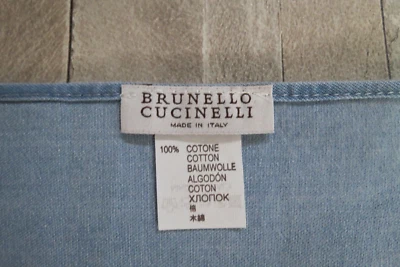 BRUNELLO
CUCINELLI
MADE IN ITALY
100% COTONE
COTTON
BAUMWOLLE
ALGODÓN
COTON
ХЛОПОК
棉
木綿